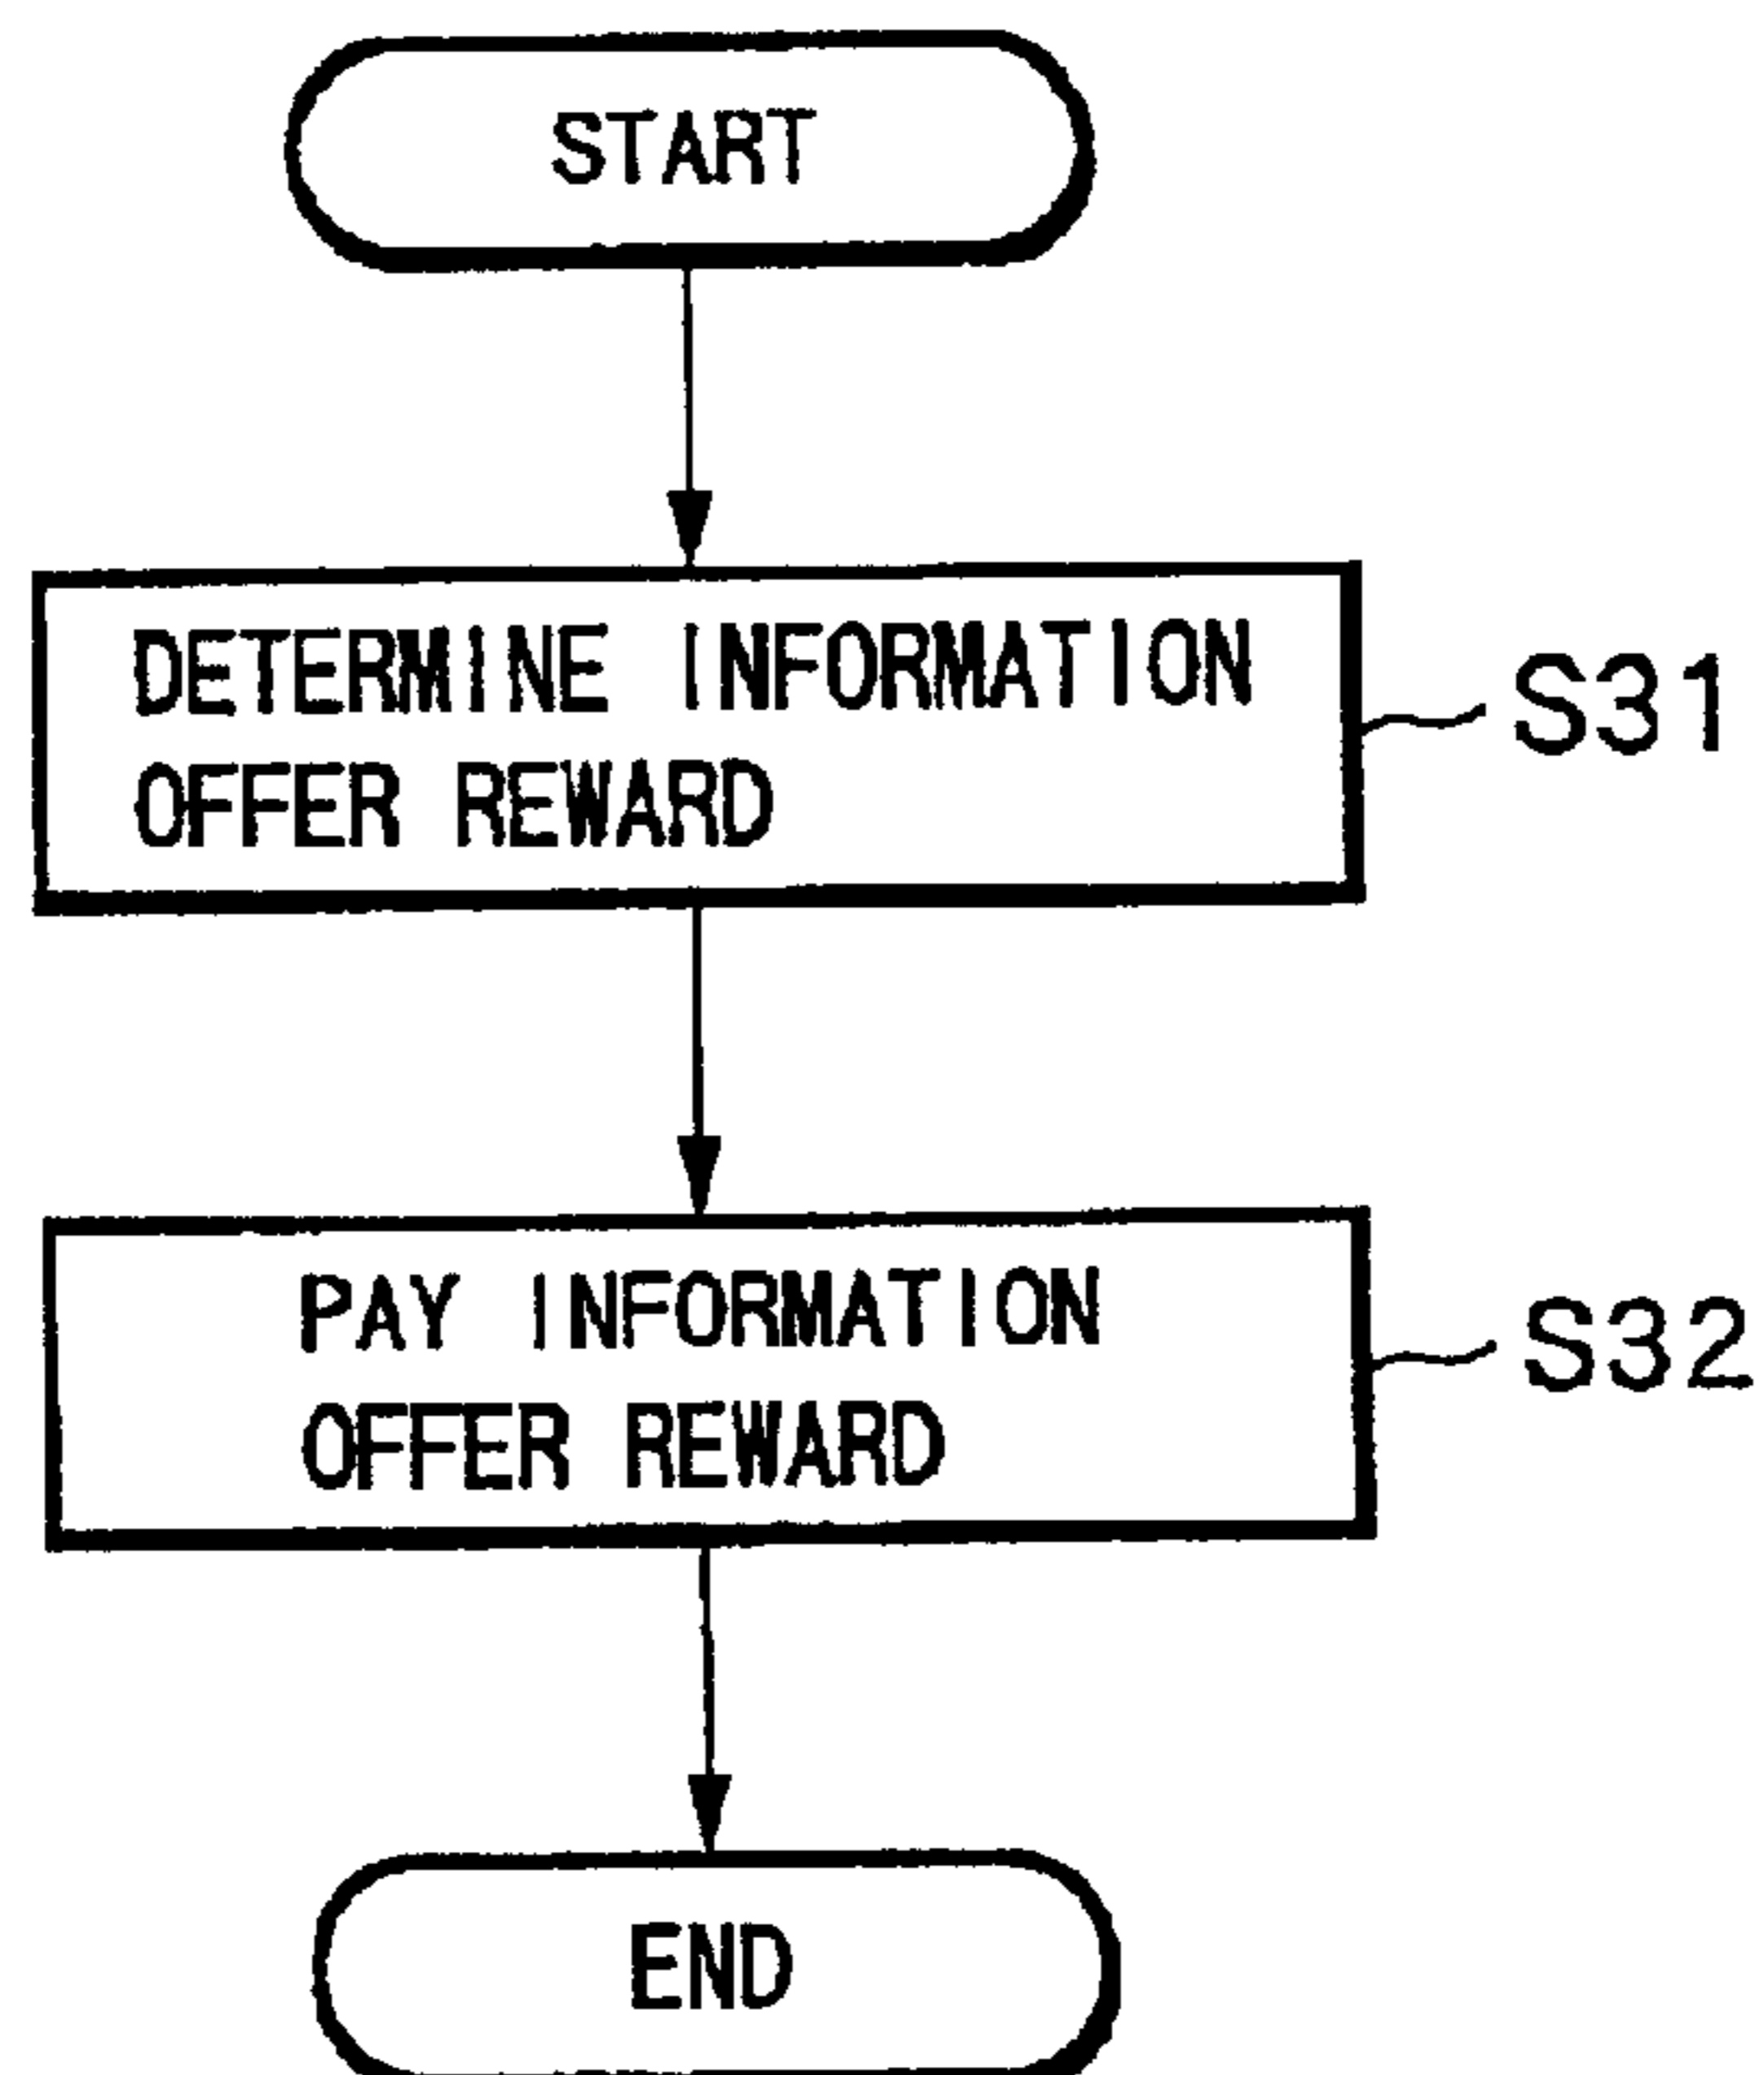 START
DETERMINE INFORMATION
OFFER REWARD
S31
PAY INFORMATION
OFFER REWARD
S32
END